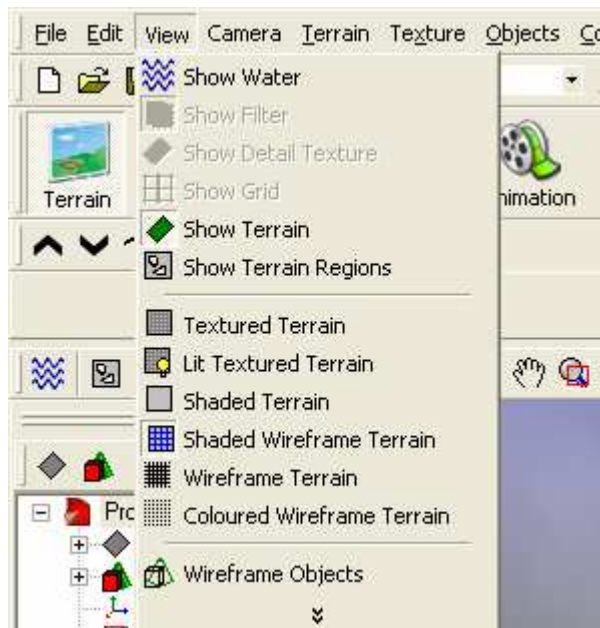 File Edit View Camera Terrain Texture Objects
Show Water
Show Filter
Show Detail Texture
Show Grid
Terrain
Show Terrain
Show Terrain Regions
Textured Terrain
Lit Textured Terrain
Shaded Terrain
Shaded Wireframe Terrain
Wireframe Terrain
Coloured Wireframe Terrain
Wireframe Objects